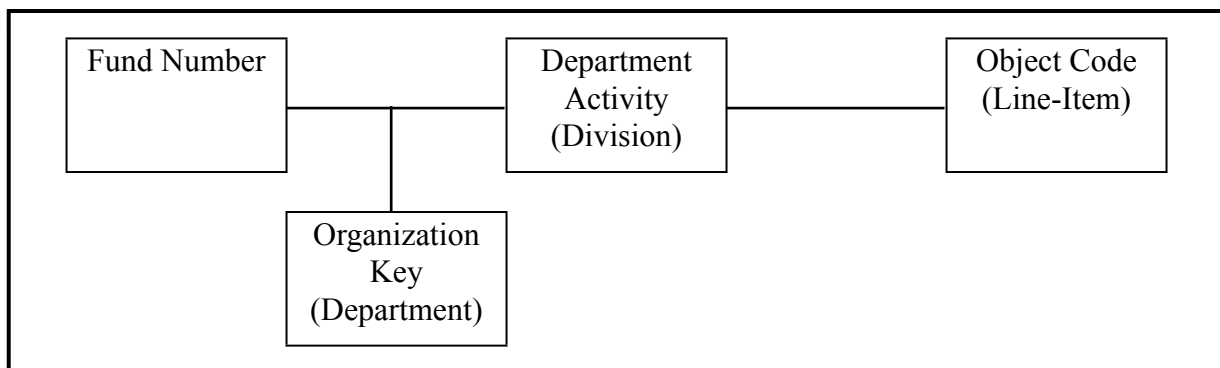 Fund Number
Department
Activity
(Division)
Object Code
(Line-Item)
Organization
Key
(Department)